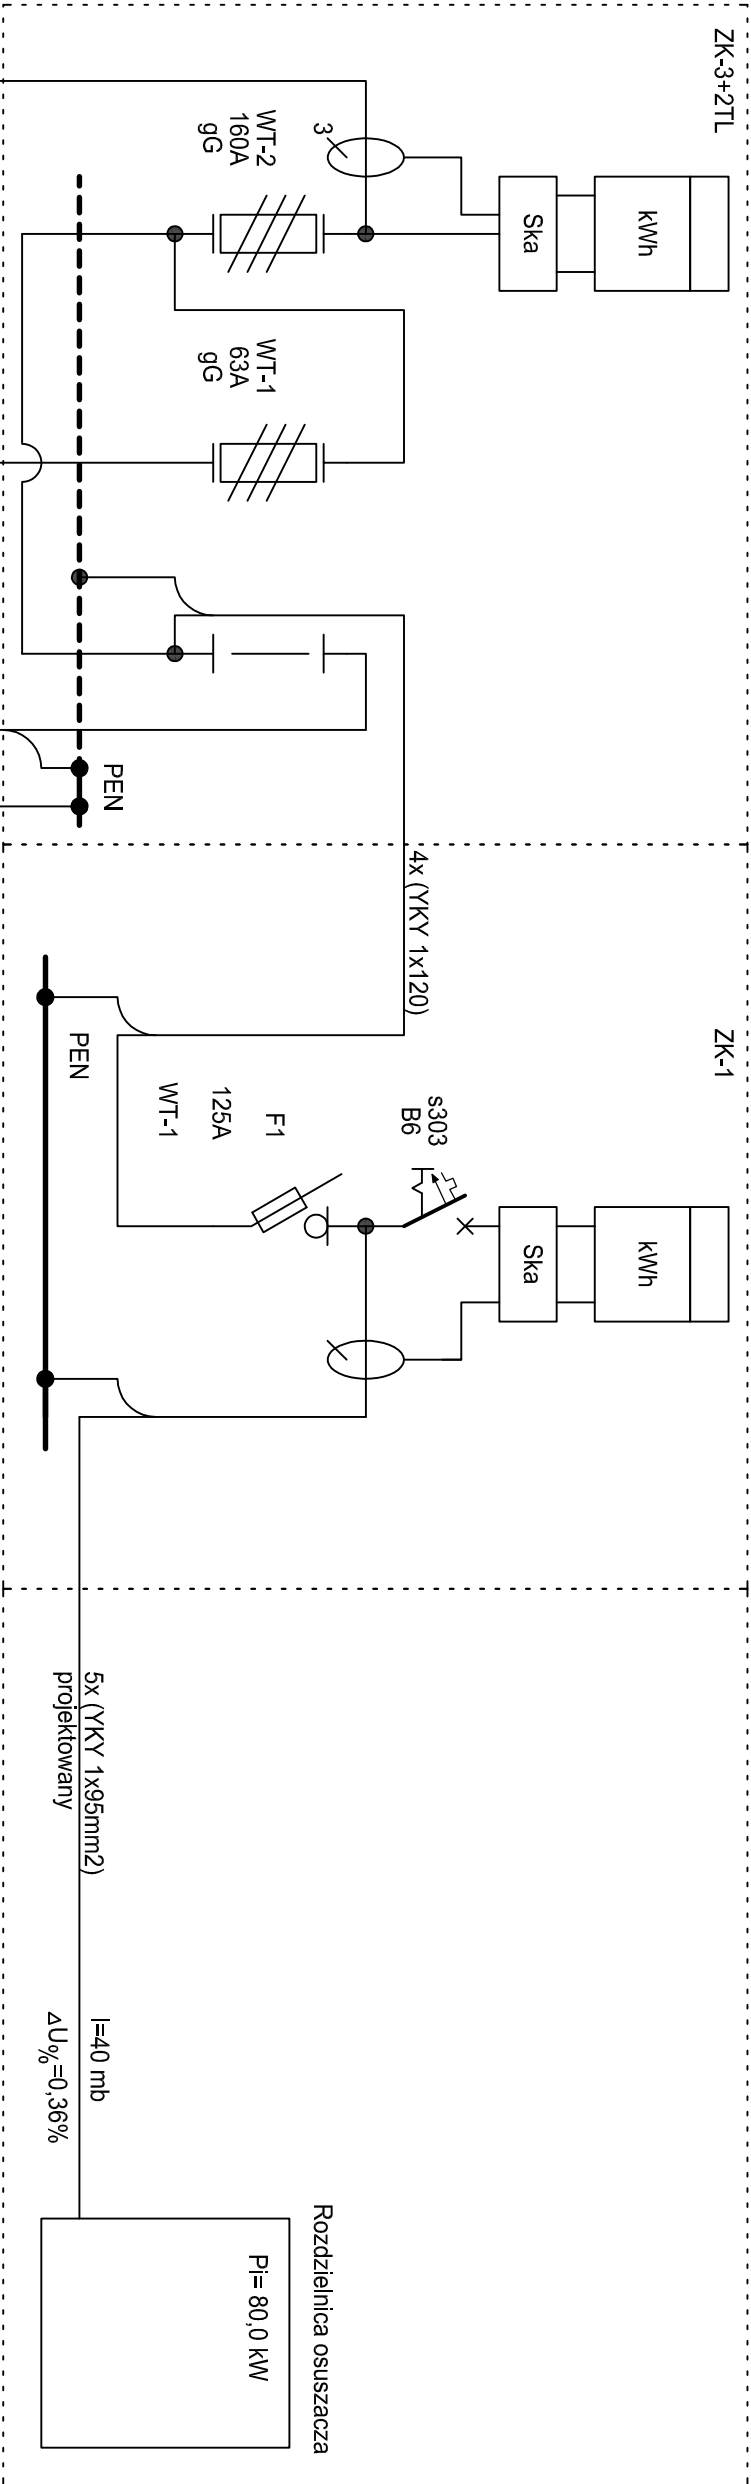 ZK-3+2TL
kWh
Ska
3
WT-2
160A
gG
WT-1
63A
gG
PEN
4x (YKY 1x120)
ZK-1
kWh
Ska
s303
B6
F1
125A
WT-1
PEN
5x (YKY 1x95mm2)
projektowany
l=40 mb
ΔU%=0,36%
Rozdzielnica osuszacza
Pi= 80,0 kW